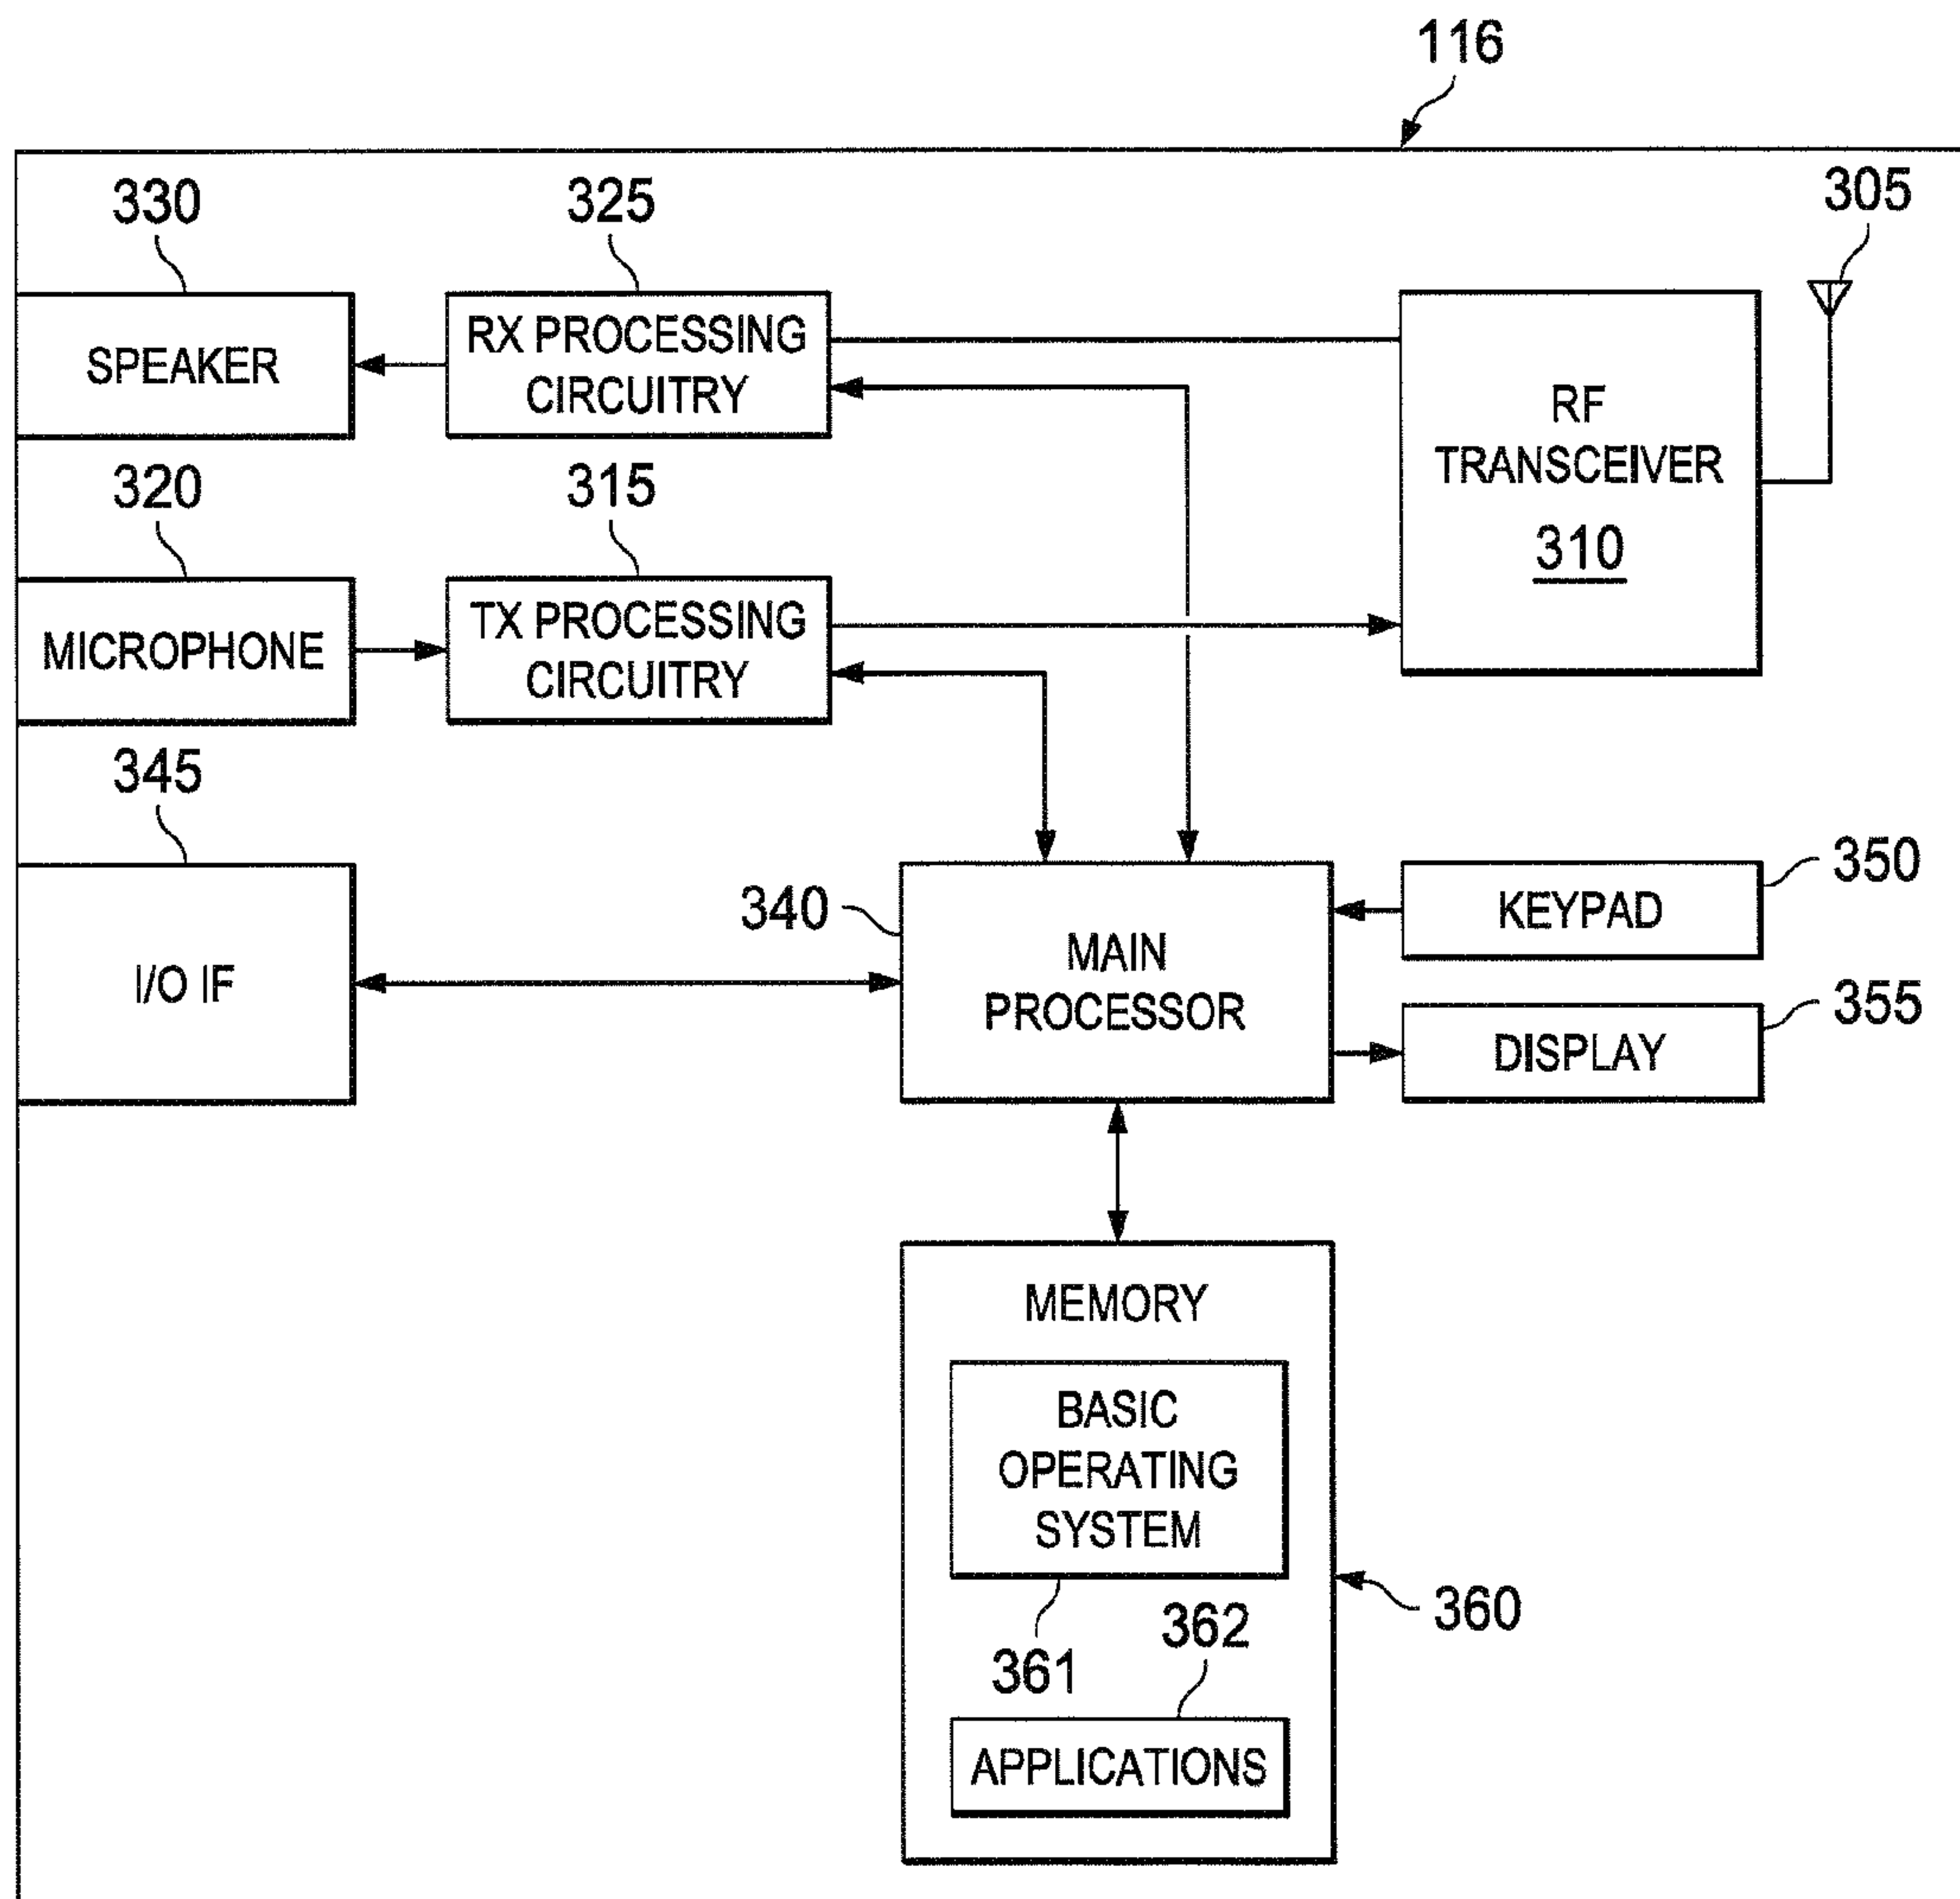 116
330
325
305
SPEAKER
RX PROCESSING
CIRCUITRY
RF
TRANSCEIVER
310
320
315
MICROPHONE
TX PROCESSING
CIRCUITRY
345
I/O IF
340
MAIN
PROCESSOR
KEYPAD
350
DISPLAY
355
MEMORY
BASIC
OPERATING
SYSTEM
361
362
360
APPLICATIONS